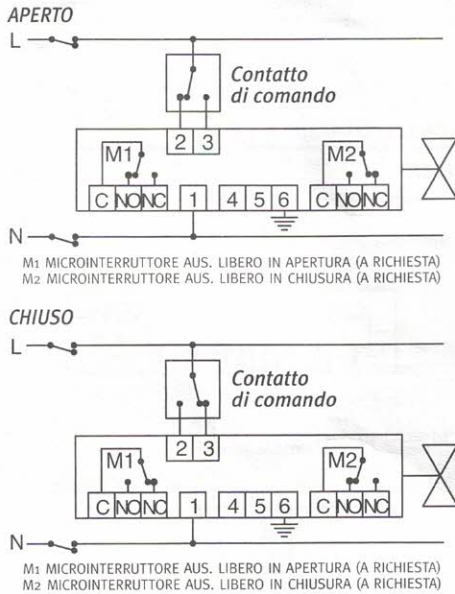 APERTO
L
Contatto
di comando
2 3
M1 M2
C NO NC 1 4 5 6 C NO NC
N
M1 MICROINTERRUTTORE AUS. LIBERO IN APERTURA (A RICHIESTA)
M2 MICROINTERRUTTORE AUS. LIBERO IN CHIUSURA (A RICHIESTA)
CHIUSO
L
Contatto
di comando
2 3
M1 M2
C NO NC 1 4 5 6 C NO NC
N
M1 MICROINTERRUTTORE AUS. LIBERO IN APERTURA (A RICHIESTA)
M2 MICROINTERRUTTORE AUS. LIBERO IN CHIUSURA (A RICHIESTA)